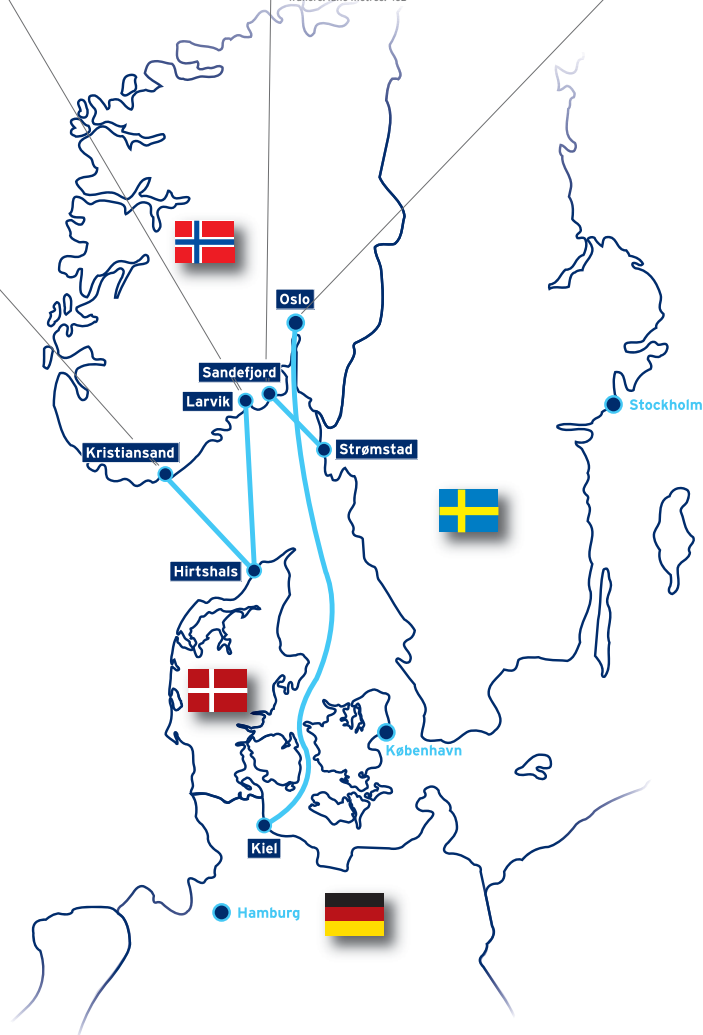 Oslo
Sandefjord
Larvik
Stockholm
Kristiansand
Strømstad
Hirtshals
København
Kiel
Hamburg